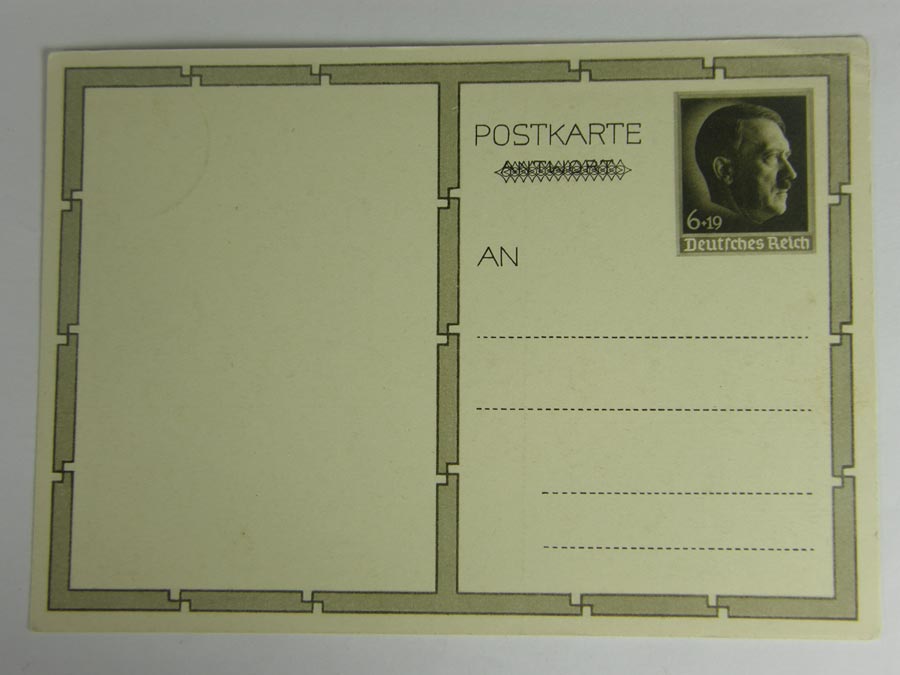 POSTKARTE
ANTWORT
6+19
Deutsches Reich
AN